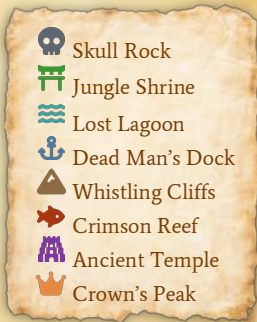 Skull Rock
Jungle Shrine
Lost Lagoon
Dead Man's Dock
Whistling Cliffs
Crimson Reef
Ancient Temple
Crown's Peak